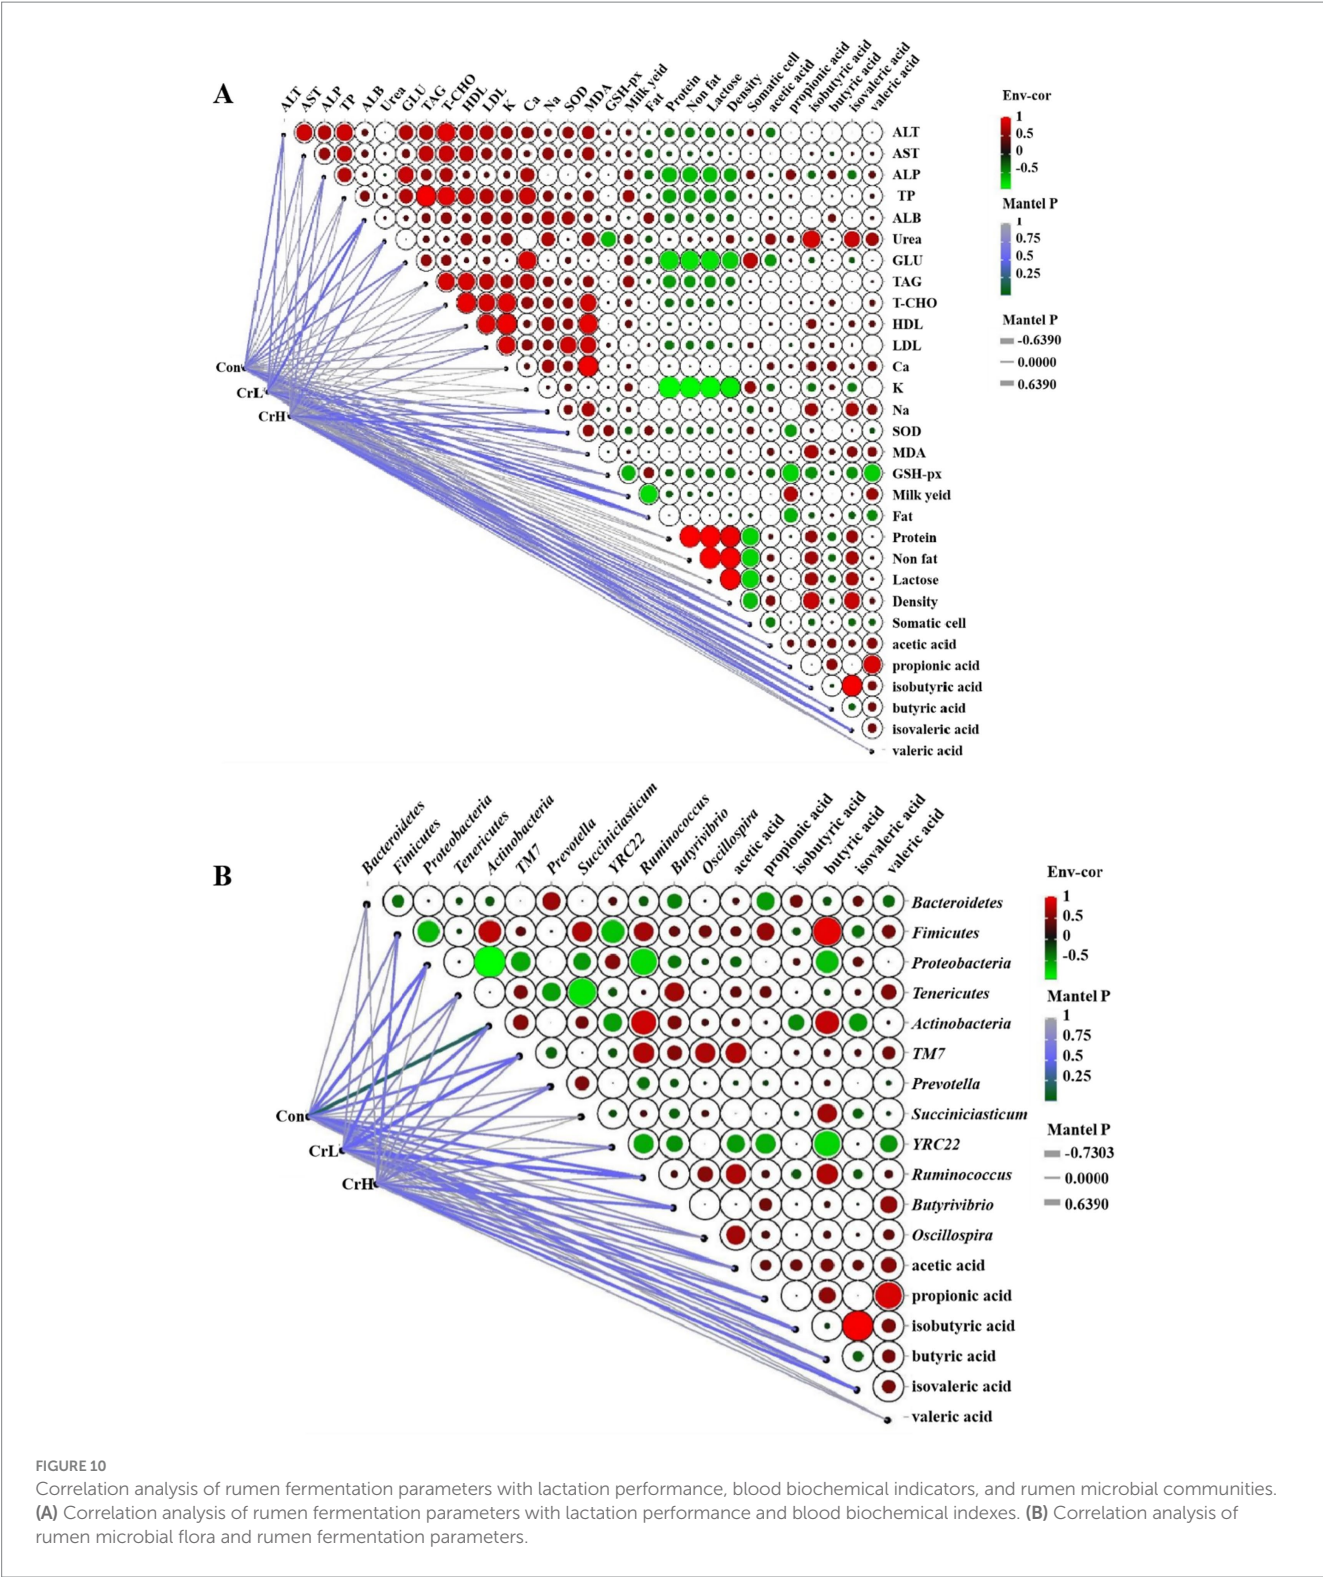 A
ALT
AST
ALP
TP
ALB
Urea
GLU
TAG
T-CHO
HDL
LDL
K
Ca
Na
SOD
MDA
GSH-px
Milk yeid
Fat
Protein
Non fat
Lactose
Density
Somatic cell
acetic acid
propionic acid
isobutyric acid
butyric acid
isovaleric acid
valeric acid
ALT
AST
ALP
TP
ALB
Urea
GLU
TAG
T-CHO
HDL
LDL
Ca
K
Na
SOD
MDA
GSH-px
Milk yeid
Fat
Protein
Non fat
Lactose
Density
Somatic cell
acetic acid
propionic acid
isobutyric acid
butyric acid
isovaleric acid
valeric acid
Con
CrL
CrH
Env-cor
1
0.5
0
-0.5
Mantel P
1
0.75
0.5
0.25
Mantel P
-0.6390
0.0000
0.6390
B
Bacteroidetes
Fimicutes
Proteobacteria
Tenericutes
Actinobacteria
TM7
Prevotella
Succiniciasticum
YRC22
Ruminococcus
Butyrivibrio
Oscillospira
acetic acid
propionic acid
isobutyric acid
butyric acid
isovaleric acid
valeric acid
Bacteroidetes
Fimicutes
Proteobacteria
Tenericutes
Actinobacteria
TM7
Prevotella
Succiniciasticum
YRC22
Ruminococcus
Butyrivibrio
Oscillospira
acetic acid
propionic acid
isobutyric acid
butyric acid
isovaleric acid
valeric acid
Con
CrL
CrH
Env-cor
1
0.5
0
-0.5
Mantel P
1
0.75
0.5
0.25
Mantel P
-0.7303
0.0000
0.6390
FIGURE 10
Correlation analysis of rumen fermentation parameters with lactation performance, blood biochemical indicators, and rumen microbial communities.
(A) Correlation analysis of rumen fermentation parameters with lactation performance and blood biochemical indexes. (B) Correlation analysis of
rumen microbial flora and rumen fermentation parameters.